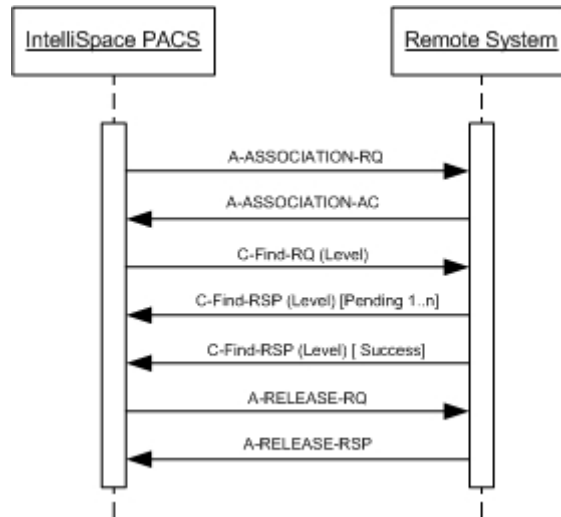 IntelliSpace PACS
Remote System
A-ASSOCIATION-RQ
A-ASSOCIATION-AC
C-Find-RQ (Level)
C-Find-RSP (Level) [Pending 1..n]
C-Find-RSP (Level) [ Success]
A-RELEASE-RQ
A-RELEASE-RSP